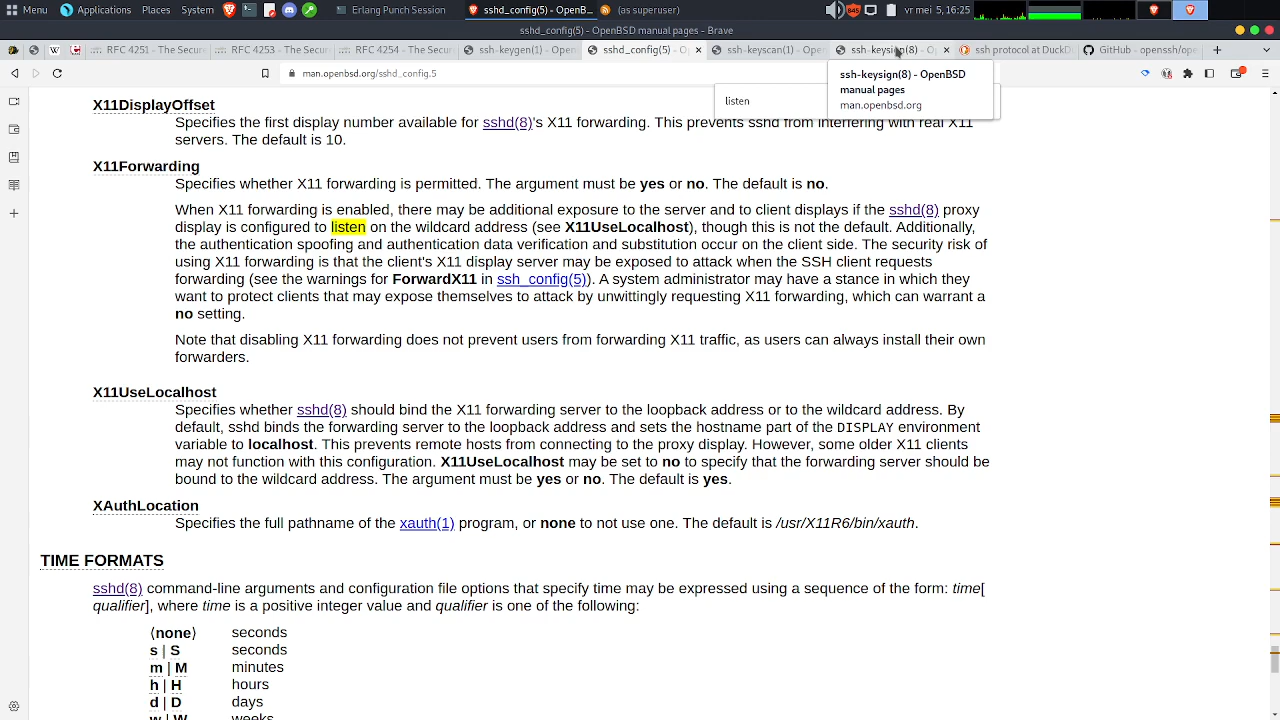 Menu Applications Places System Erlang Punch Session sshd_config(5) - OpenB... (as superuser) 845 vr mei 5, 16:25
sshd_config(5) - OpenBSD manual pages - Brave
RFC 4251 - The Secu RFC 4253 - The Secu RFC 4254 - The Secu ssh-keygen(1) - Open sshd_config(5) - O ssh-keyscan(1) - Ope ssh-keysign(8) - O ssh protocol at DuckD GitHub - openssh/ope
man.openbsd.org/sshd_config.5
ssh-keysign(8) - OpenBSD
manual pages
man.openbsd.org
listen
X11DisplayOffset
Specifies the first display number available for sshd(8)'s X11 forwarding. This prevents sshd from interfering with real X11
servers. The default is 10.
X11Forwarding
Specifies whether X11 forwarding is permitted. The argument must be yes or no. The default is no.
When X11 forwarding is enabled, there may be additional exposure to the server and to client displays if the sshd(8) proxy
display is configured to listen on the wildcard address (see X11UseLocalhost), though this is not the default. Additionally,
the authentication spoofing and authentication data verification and substitution occur on the client side. The security risk of
using X11 forwarding is that the client's X11 display server may be exposed to attack when the SSH client requests
forwarding (see the warnings for ForwardX11 in ssh_config(5)). A system administrator may have a stance in which they
want to protect clients that may expose themselves to attack by unwittingly requesting X11 forwarding, which can warrant a
no setting.
Note that disabling X11 forwarding does not prevent users from forwarding X11 traffic, as users can always install their own
forwarders.
X11UseLocalhost
Specifies whether sshd(8) should bind the X11 forwarding server to the loopback address or to the wildcard address. By
default, sshd binds the forwarding server to the loopback address and sets the hostname part of the DISPLAY environment
variable to localhost. This prevents remote hosts from connecting to the proxy display. However, some older X11 clients
may not function with this configuration. X11UseLocalhost may be set to no to specify that the forwarding server should be
bound to the wildcard address. The argument must be yes or no. The default is yes.
XAuthLocation
Specifies the full pathname of the xauth(1) program, or none to not use one. The default is /usr/X11R6/bin/xauth.
TIME FORMATS
sshd(8) command-line arguments and configuration file options that specify time may be expressed using a sequence of the form: time[
qualifier], where time is a positive integer value and qualifier is one of the following:
⟨none⟩ seconds
s | S seconds
m | M minutes
h | H hours
d | D days
w | W weeks